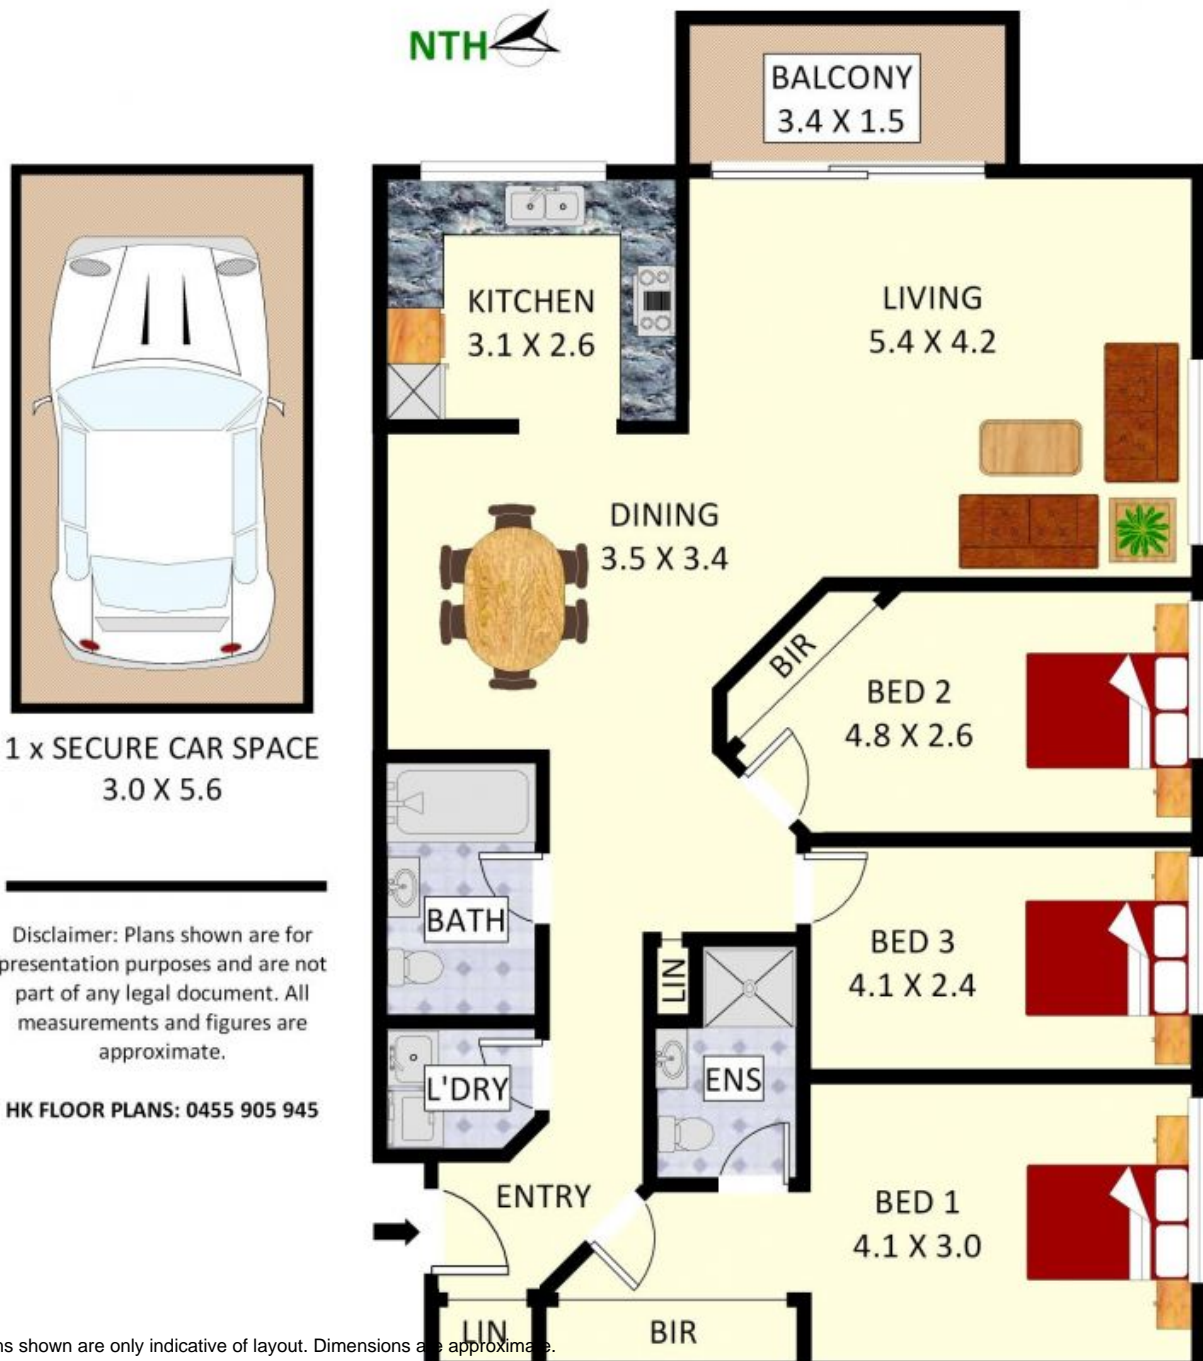 NTH
BALCONY
3.4 X 1.5
KITCHEN
3.1 X 2.6
LIVING
5.4 X 4.2
DINING
3.5 X 3.4
BIR
BED 2
4.8 X 2.6
1 x SECURE CAR SPACE
3.0 X 5.6
BATH
BED 3
4.1 X 2.4
LIN
Disclaimer: Plans shown are for
presentation purposes and are not
part of any legal document. All
measurements and figures are
approximate.
L'DRY
ENS
HK FLOOR PLANS: 0455 905 945
ENTRY
BED 1
4.1 X 3.0
LIN
BIR
shown are only indicative of layout. Dimensions are approximate.